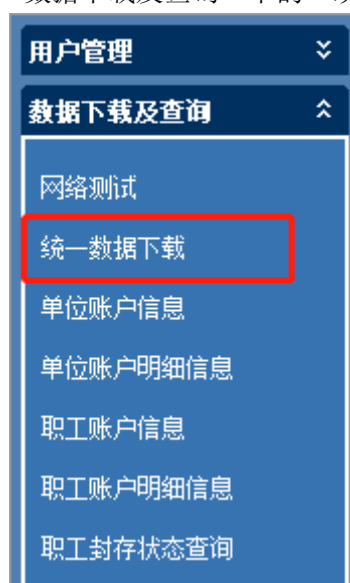 用户管理
数据下载及查询
网络测试
统一数据下载
单位账户信息
单位账户明细信息
职工账户信息
职工账户明细信息
职工封存状态查询